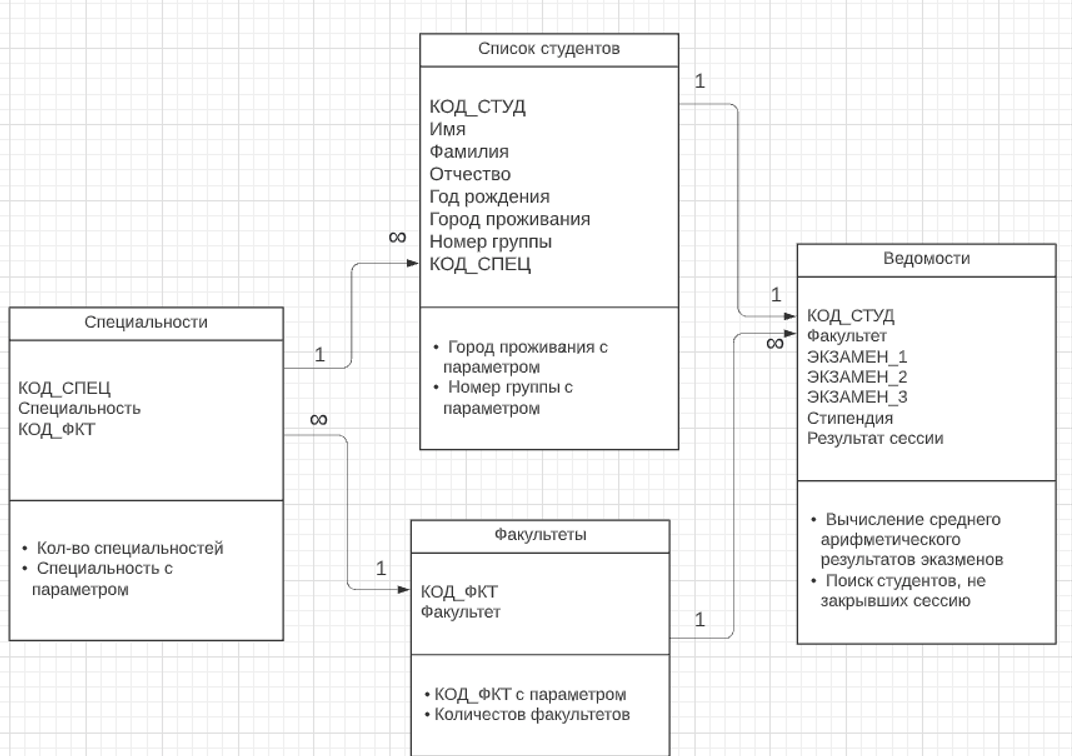 Список студентов
КОД_СТУД
Имя
Фамилия
Отчество
Год рождения
Город проживания
Номер группы
КОД_СПЕЦ
• Город проживания с
параметром
• Номер группы с
параметром
1
∞
1
∞
Специальности
КОД_СПЕЦ
Специальность
КОД_ФКТ
• Кол-во специальностей
• Специальность с
параметром
1
∞
1
Факультеты
КОД_ФКТ
Факультет
• КОД_ФКТ с параметром
• Количестов факультетов
1
Ведомости
КОД_СТУД
Факультет
ЭКЗАМЕН_1
ЭКЗАМЕН_2
ЭКЗАМЕН_3
Стипендия
Результат сессии
• Вычисление среднего
арифметического
результатов эказменов
• Поиск студентов, не
закрывших сессию